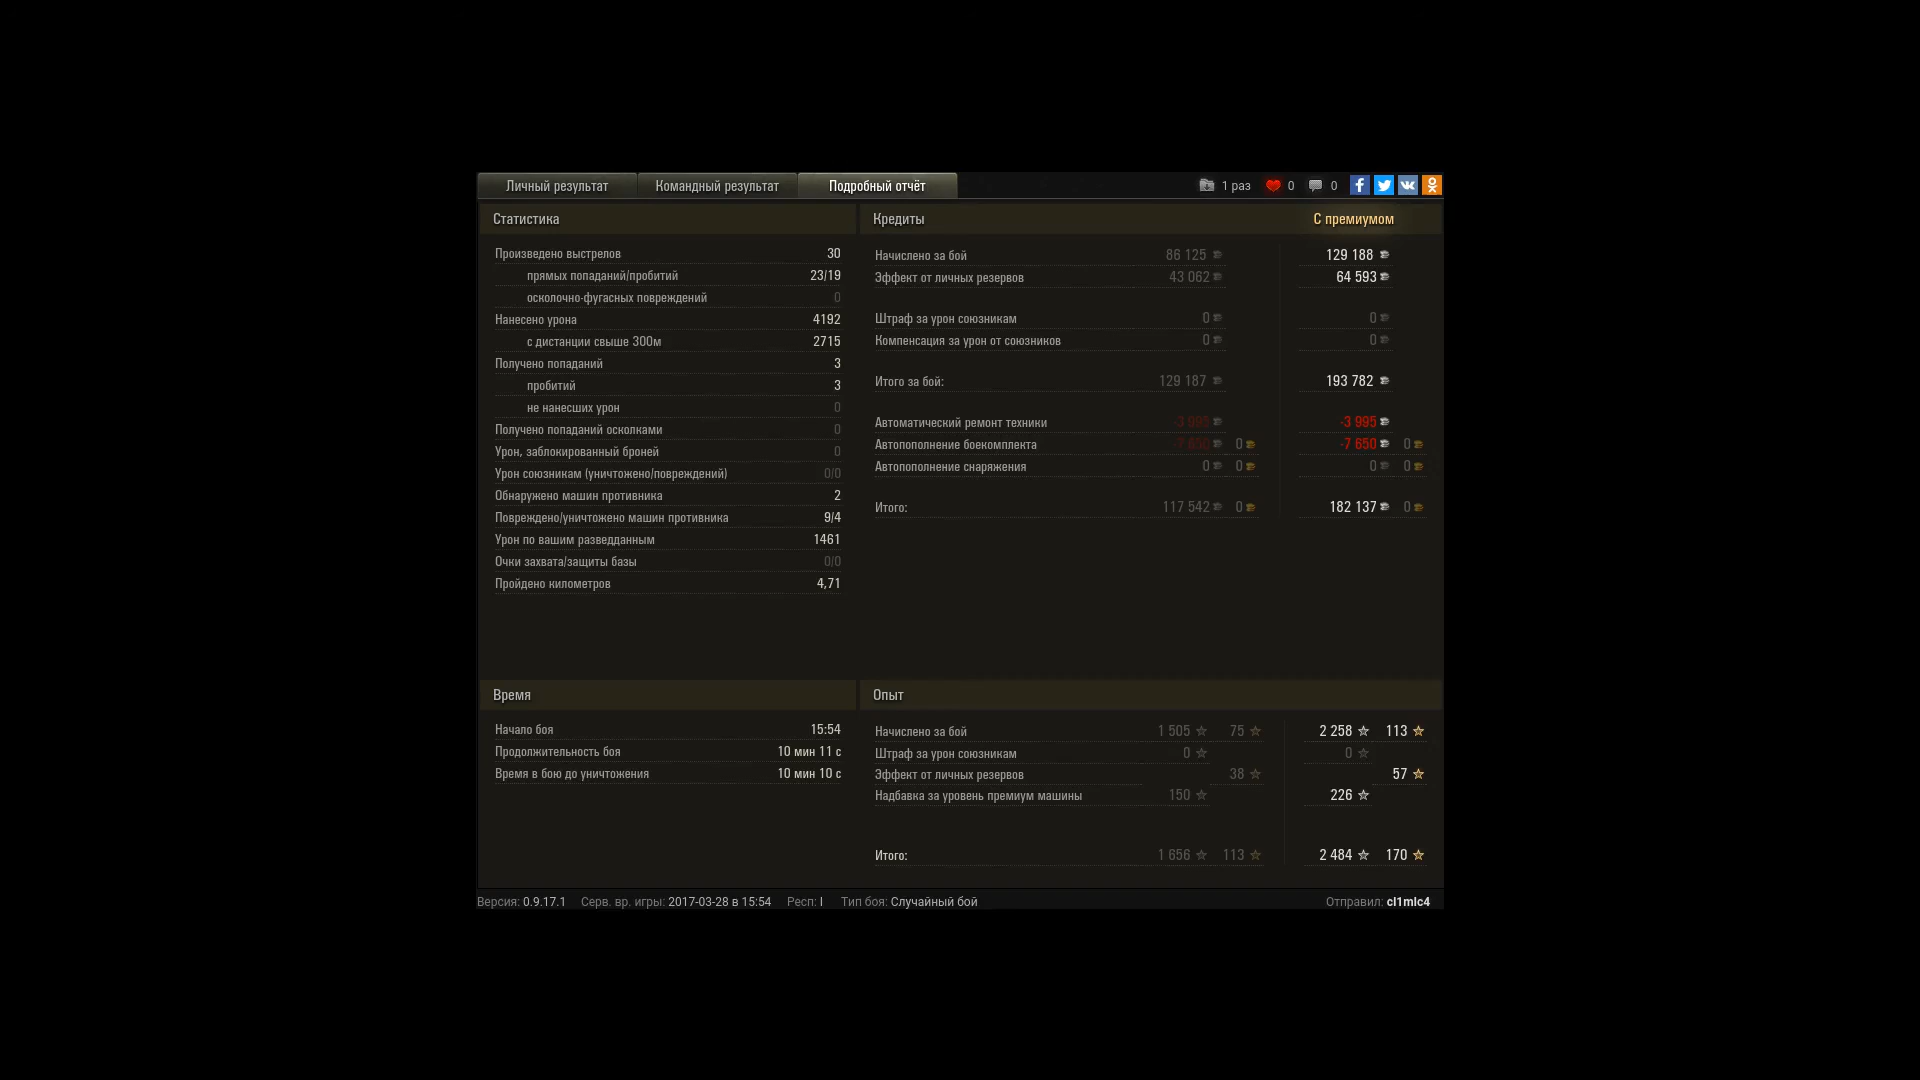 Личный результат Командный результат Подробный отчёт 1 раз 0 0
Статистика
Произведено выстрелов 30
прямых попаданий/пробитий 23/19
осколочно-фугасных повреждений 0
Нанесено урона 4192
с дистанции свыше 300м 2715
Получено попаданий 3
пробитий 3
не нанесших урон 0
Получено попаданий осколками 0
Урон, заблокированный броней 0
Урон союзникам (уничтожено/повреждений) 0/0
Обнаружено машин противника 2
Повреждено/уничтожено машин противника 9/4
Урон по вашим разведданным 1461
Очки захвата/защиты базы 0/0
Пройдено километров 4,71
Кредиты С премиумом
Начислено за бой 86 125 129 188
Эффект от личных резервов 43 062 64 593
Штраф за урон союзникам 0 0
Компенсация за урон от союзников 0 0
Итого за бой: 129 187 193 782
Автоматический ремонт техники -3 995 -3 995
Автопополнение боекомплекта -7 650 0 -7 650 0
Автопополнение снаряжения 0 0 0 0
Итого: 117 542 0 182 137 0
Время
Начало боя 15:54
Продолжительность боя 10 мин 11 с
Время в бою до уничтожения 10 мин 10 с
Опыт
Начислено за бой 1 505 75 2 258 113
Штраф за урон союзникам 0 0
Эффект от личных резервов 38 57
Надбавка за уровень премиум машины 150 226
Итого: 1 656 113 2 484 170
Версия: 0.9.17.1 Серв. вр. игры: 2017-03-28 в 15:54 Респ: I Тип боя: Случайный бой Отправил: cl1mlc4